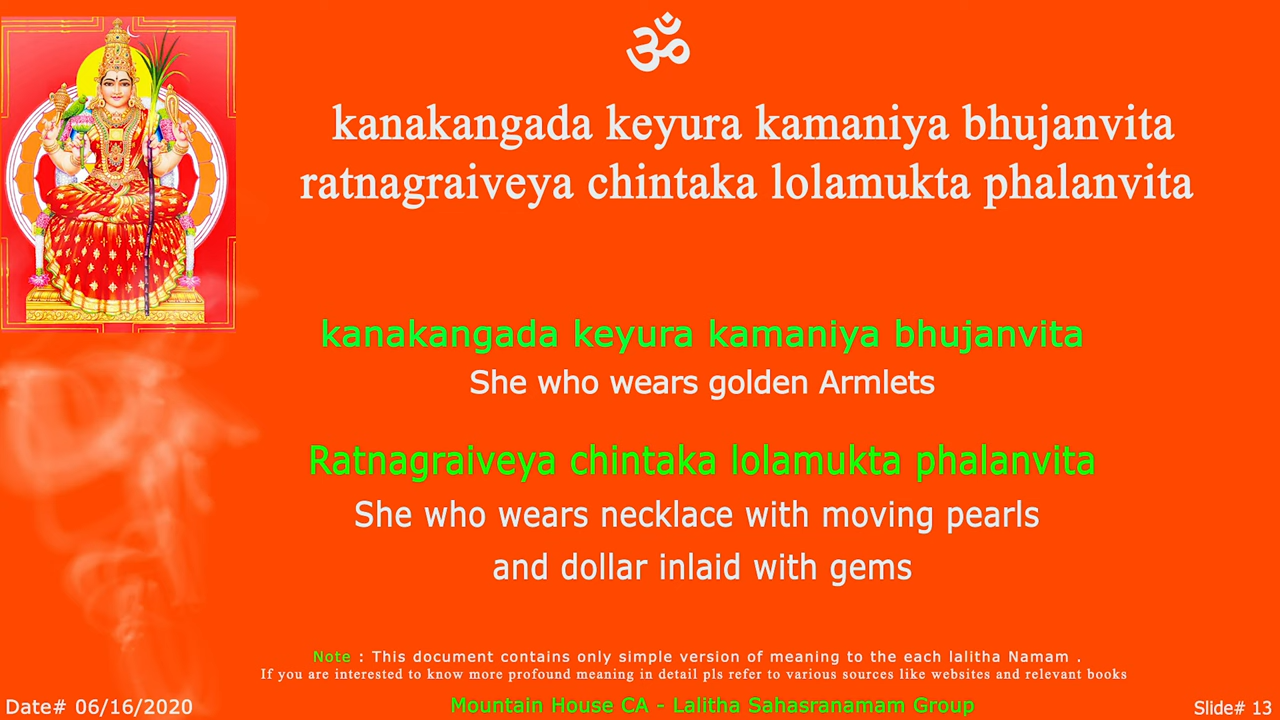 ॐ
kanakangada keyura kamaniya bhujanvita
ratnagraiveya chintaka lolamukta phalanvita
kanakangada keyura kamaniya bhujanvita
She who wears golden Armlets
Ratnagraiveya chintaka lolamukta phalanvita
She who wears necklace with moving pearls
and dollar inlaid with gems
Note : This document contains only simple version of meaning to the each lalitha Namam .
If you are interested to know more profound meaning in detail pls refer to various sources like websites and relevant books
Date# 06/16/2020
Mountain House CA - Lalitha Sahasranamam Group
Slide# 13